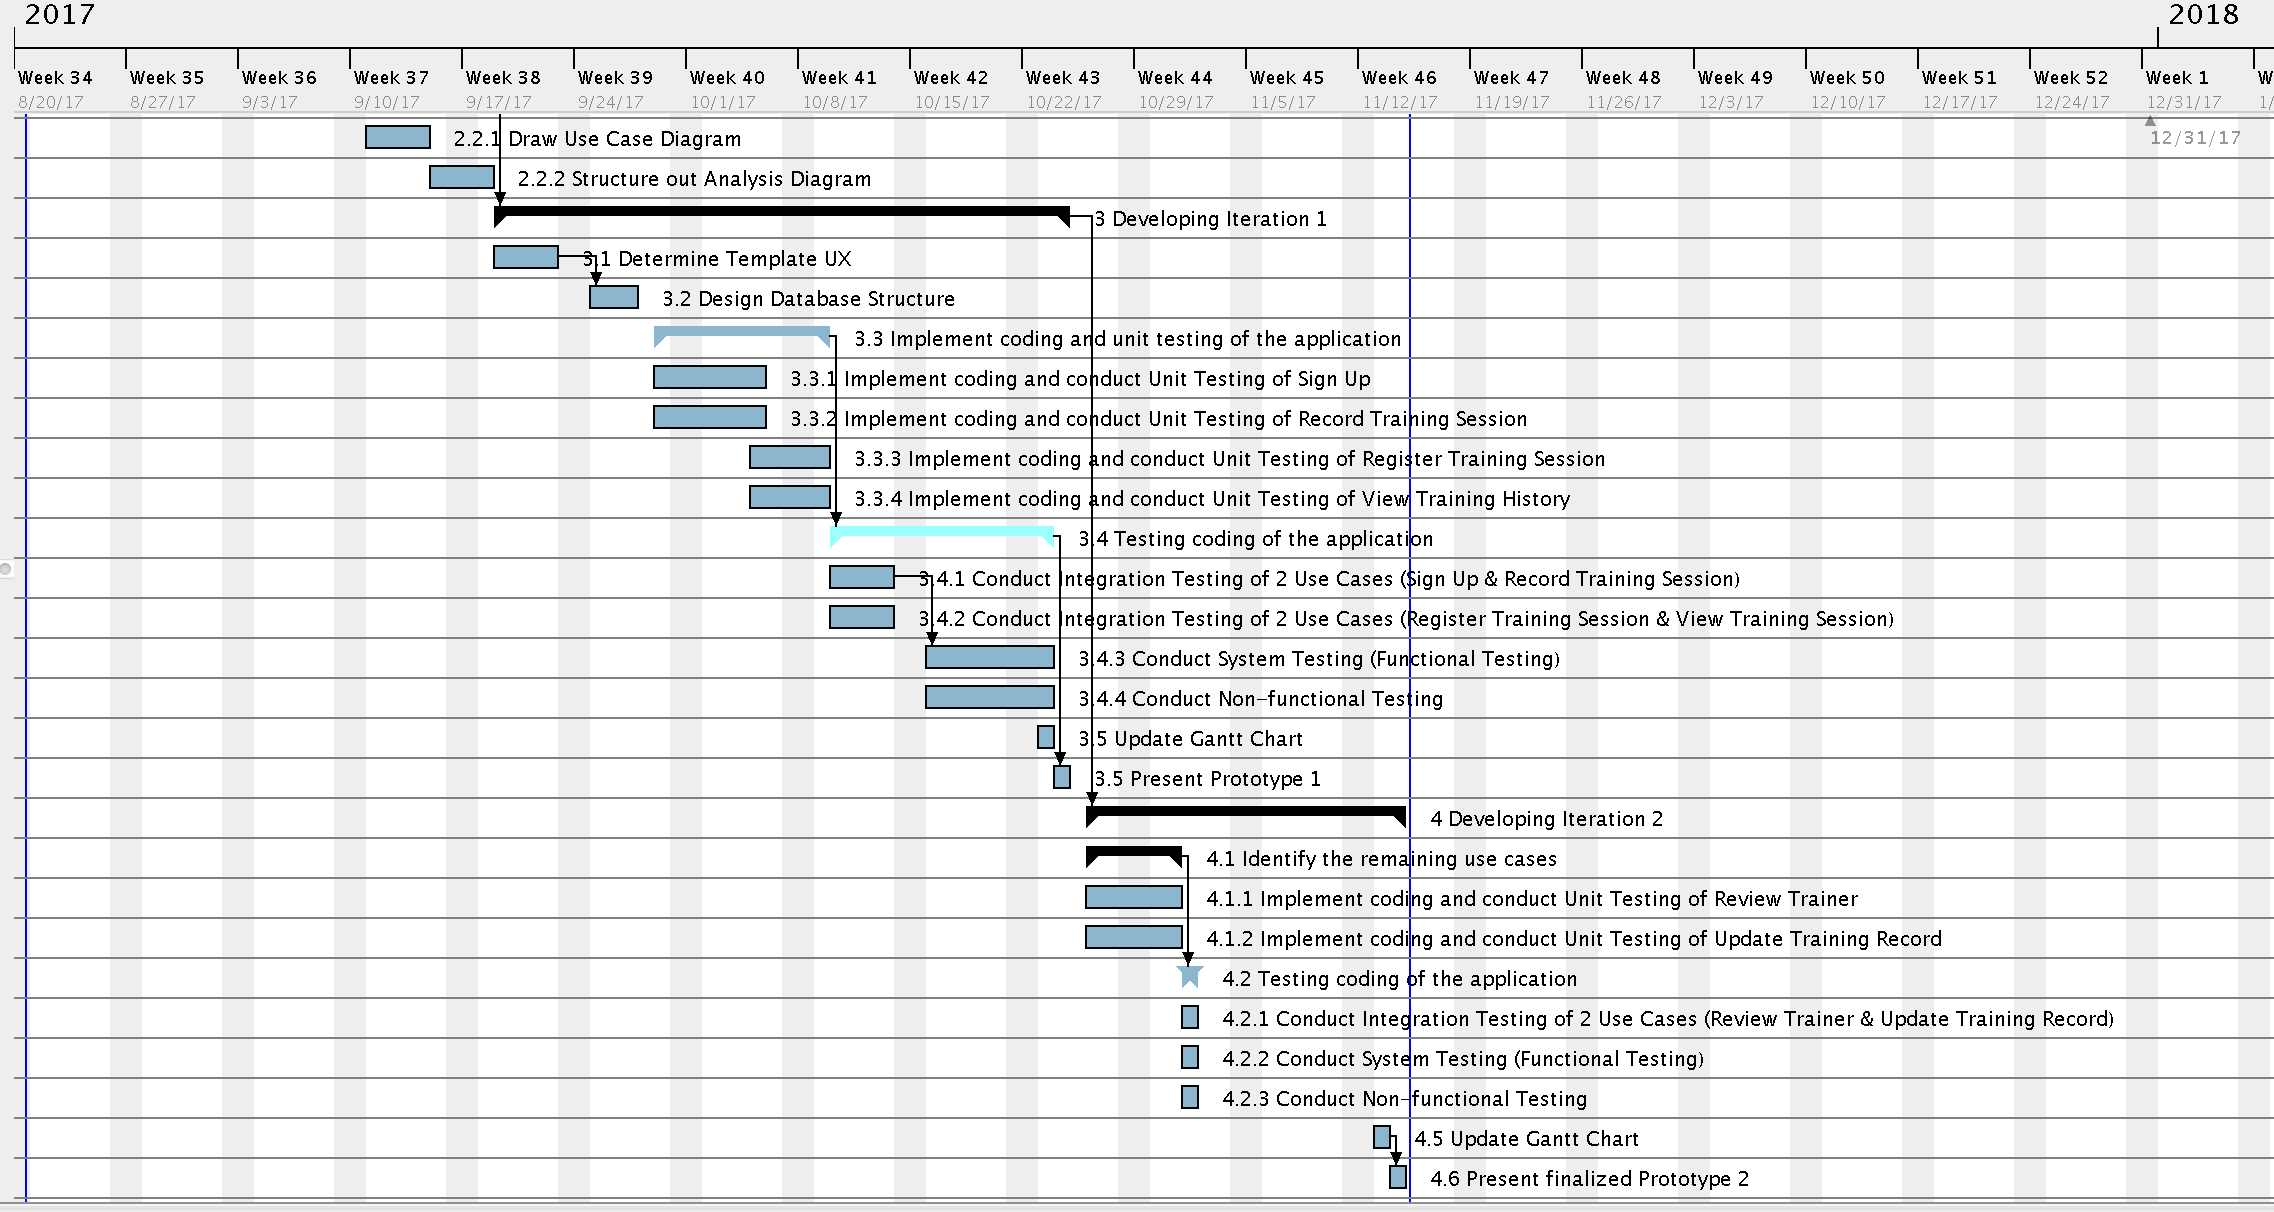 2017 2018
Week 34 Week 35 Week 36 Week 37 Week 38 Week 39 Week 40 Week 41 Week 42 Week 43 Week 44 Week 45 Week 46 Week 47 Week 48 Week 49 Week 50 Week 51 Week 52 Week 1 W
8/20/17 8/27/17 9/3/17 9/10/17 9/17/17 9/24/17 10/1/17 10/8/17 10/15/17 10/22/17 10/29/17 11/5/17 11/12/17 11/19/17 11/26/17 12/3/17 12/10/17 12/17/17 12/24/17 12/31/17 1/
2.2.1 Draw Use Case Diagram 12/31/17
2.2.2 Structure out Analysis Diagram
3 Developing Iteration 1
3.1 Determine Template UX
3.2 Design Database Structure
3.3 Implement coding and unit testing of the application
3.3.1 Implement coding and conduct Unit Testing of Sign Up
3.3.2 Implement coding and conduct Unit Testing of Record Training Session
3.3.3 Implement coding and conduct Unit Testing of Register Training Session
3.3.4 Implement coding and conduct Unit Testing of View Training History
3.4 Testing coding of the application
3.4.1 Conduct Integration Testing of 2 Use Cases (Sign Up & Record Training Session)
3.4.2 Conduct Integration Testing of 2 Use Cases (Register Training Session & View Training Session)
3.4.3 Conduct System Testing (Functional Testing)
3.4.4 Conduct Non-functional Testing
3.5 Update Gantt Chart
3.5 Present Prototype 1
4 Developing Iteration 2
4.1 Identify the remaining use cases
4.1.1 Implement coding and conduct Unit Testing of Review Trainer
4.1.2 Implement coding and conduct Unit Testing of Update Training Record
4.2 Testing coding of the application
4.2.1 Conduct Integration Testing of 2 Use Cases (Review Trainer & Update Training Record)
4.2.2 Conduct System Testing (Functional Testing)
4.2.3 Conduct Non-functional Testing
4.5 Update Gantt Chart
4.6 Present finalized Prototype 2